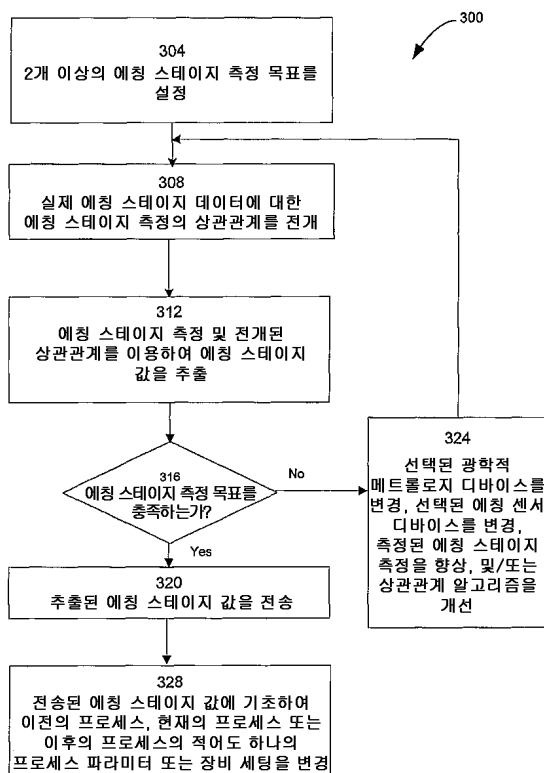 300
304
2개 이상의 에칭 스테이지 측정 목표를
설정
308
실제 에칭 스테이지 데이터에 대한
에칭 스테이지 측정의 상관관계를 전개
312
에칭 스테이지 측정 및 전개된
상관관계를 이용하여 에칭 스테이지
값을 추출
316
에칭 스테이지 측정 목표를
충족하는가?
No
Yes
324
선택된 광학적
메트롤로지 디바이스를
변경, 선택된 에칭 센서
디바이스를 변경,
측정된 에칭 스테이지
측정을 향상, 및/또는
상관관계 알고리즘을
개선
320
추출된 에칭 스테이지 값을 전송
328
전송된 에칭 스테이지 값에 기초하여
이전의 프로세스, 현재의 프로세스 또는
이후의 프로세스의 적어도 하나의
프로세스 파라미터 또는 장비 세팅을 변경